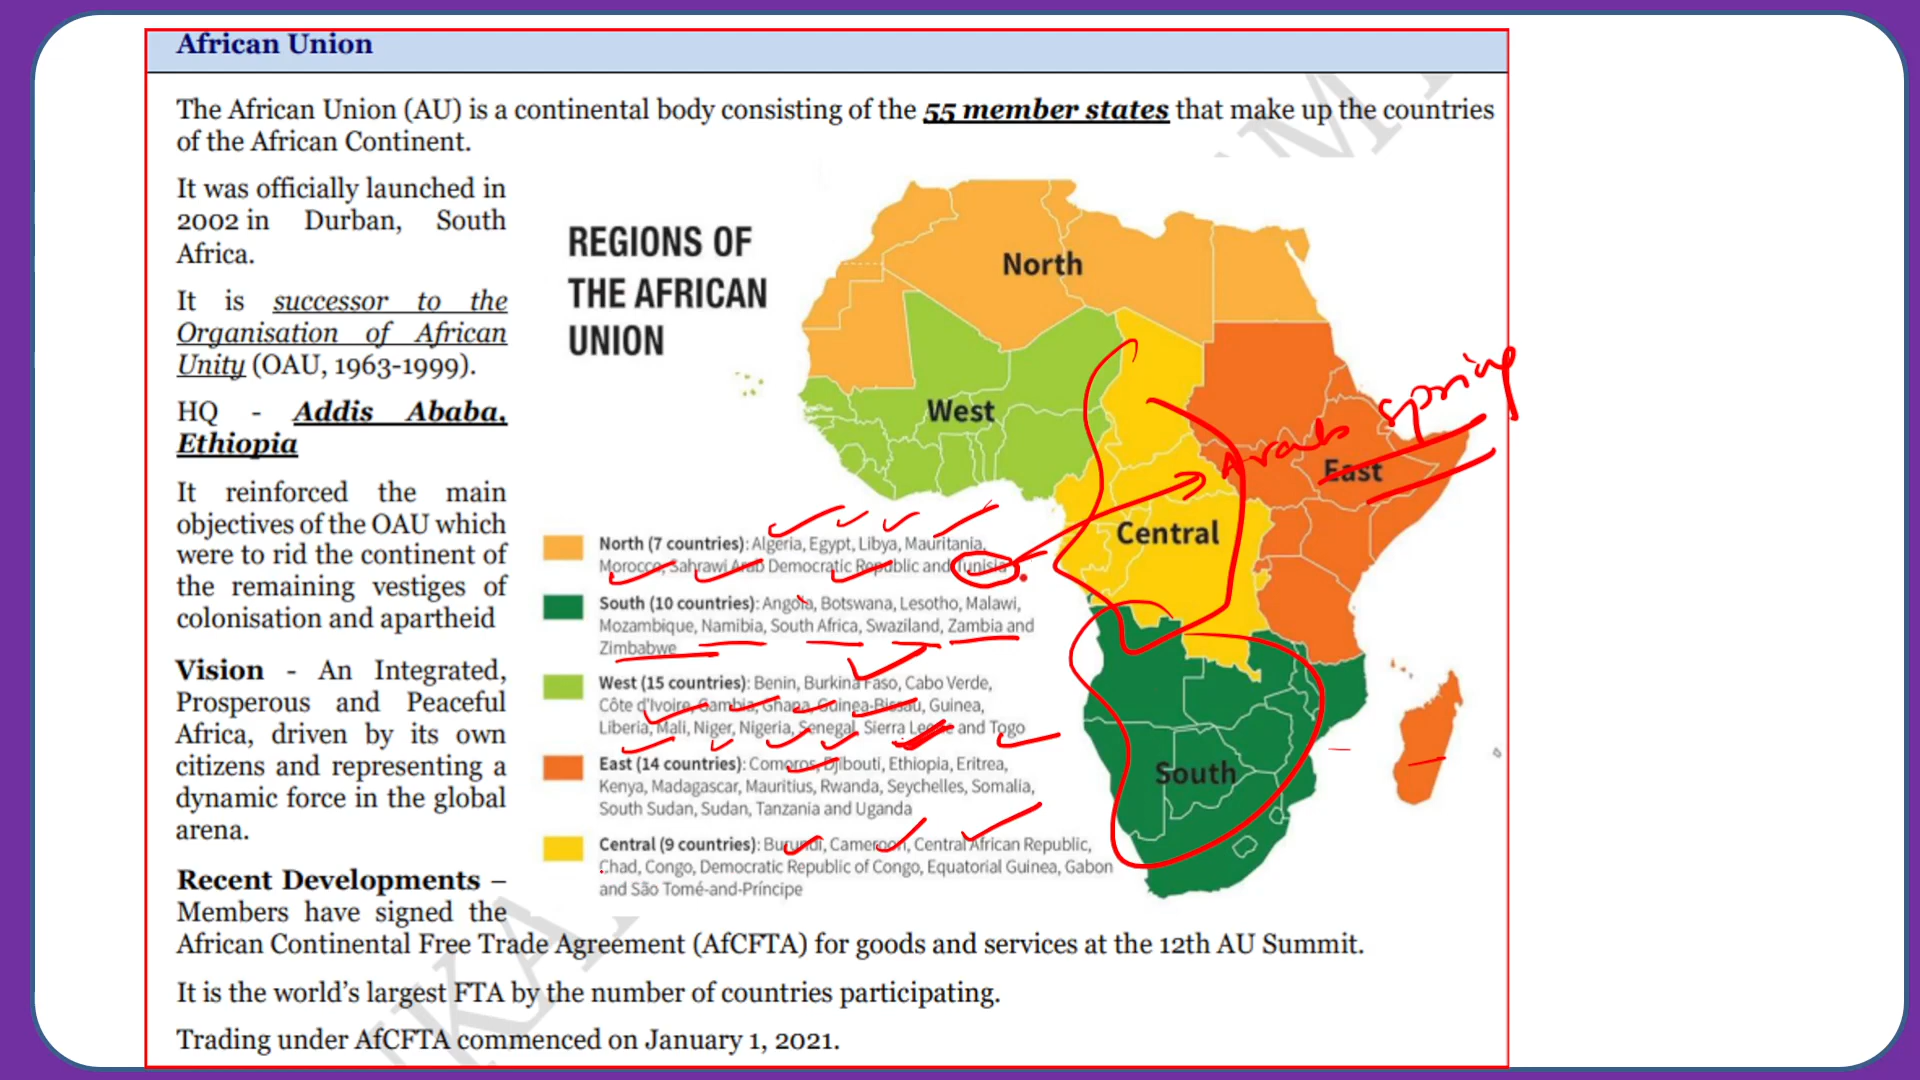 African Union
The African Union (AU) is a continental body consisting of the 55 member states that make up the countries
of the African Continent.
It was officially launched in
2002 in Durban, South
Africa.
It is successor to the
Organisation of African
Unity (OAU, 1963-1999).
HQ - Addis Ababa,
Ethiopia
It reinforced the main
objectives of the OAU which
were to rid the continent of
the remaining vestiges of
colonisation and apartheid
Vision - An Integrated,
Prosperous and Peaceful
Africa, driven by its own
citizens and representing a
dynamic force in the global
arena.
Recent Developments –
Members have signed the
African Continental Free Trade Agreement (AfCFTA) for goods and services at the 12th AU Summit.
It is the world's largest FTA by the number of countries participating.
Trading under AfCFTA commenced on January 1, 2021.
REGIONS OF
THE AFRICAN
UNION
North
West
Central
East
South
Arab Spring
North (7 countries): Algeria, Egypt, Libya, Mauritania,
Morocco, Sahrawi Arab Democratic Republic and Tunisia
South (10 countries): Angola, Botswana, Lesotho, Malawi,
Mozambique, Namibia, South Africa, Swaziland, Zambia and
Zimbabwe
West (15 countries): Benin, Burkina Faso, Cabo Verde,
Côte d'Ivoire, Gambia, Ghana, Guinea-Bissau, Guinea,
Liberia, Mali, Niger, Nigeria, Senegal, Sierra Leone and Togo
East (14 countries): Comoros, Djibouti, Ethiopia, Eritrea,
Kenya, Madagascar, Mauritius, Rwanda, Seychelles, Somalia,
South Sudan, Sudan, Tanzania and Uganda
Central (9 countries): Burundi, Cameroon, Central African Republic,
Chad, Congo, Democratic Republic of Congo, Equatorial Guinea, Gabon
and São Tomé-and-Príncipe